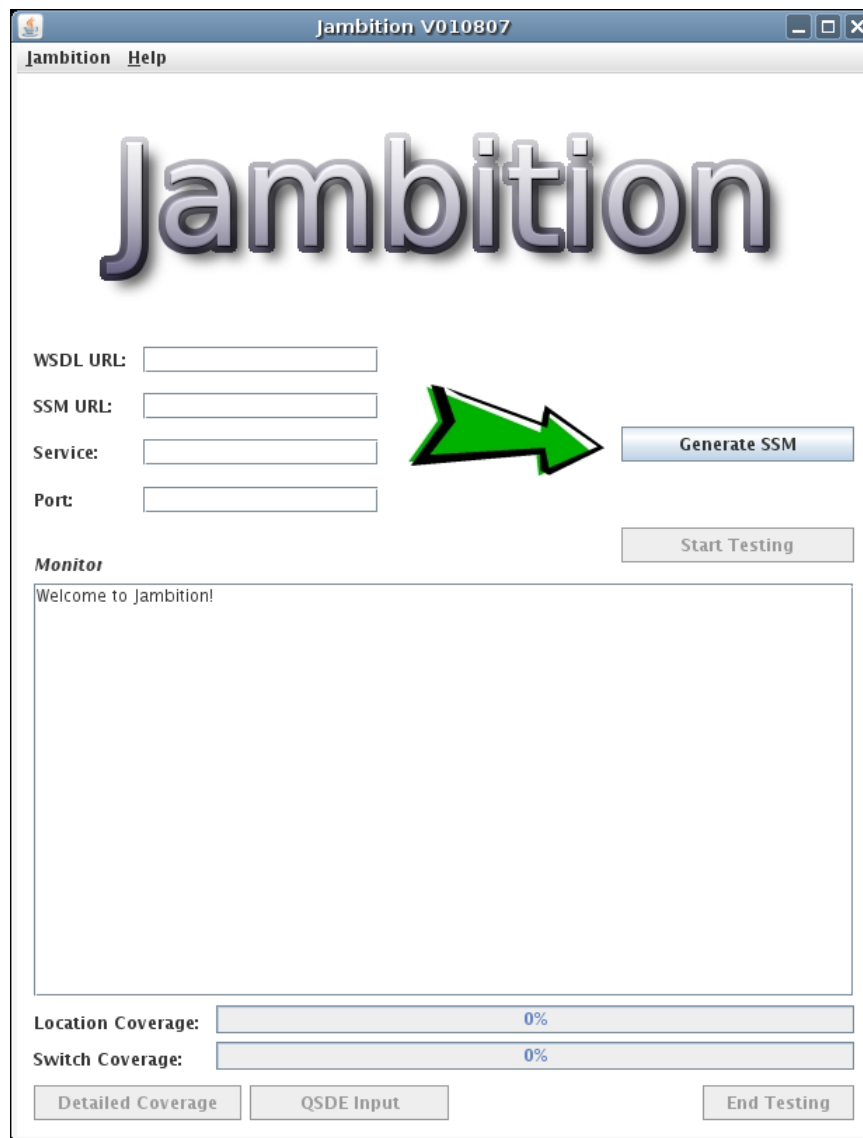 Jambition V010807
Jambition Help
Jambition
WSDL URL:
SSM URL:
Service:
Generate SSM
Port:
Start Testing
Monitor
Welcome to Jambition!
Location Coverage: 0%
Switch Coverage: 0%
Detailed Coverage QSDE Input End Testing